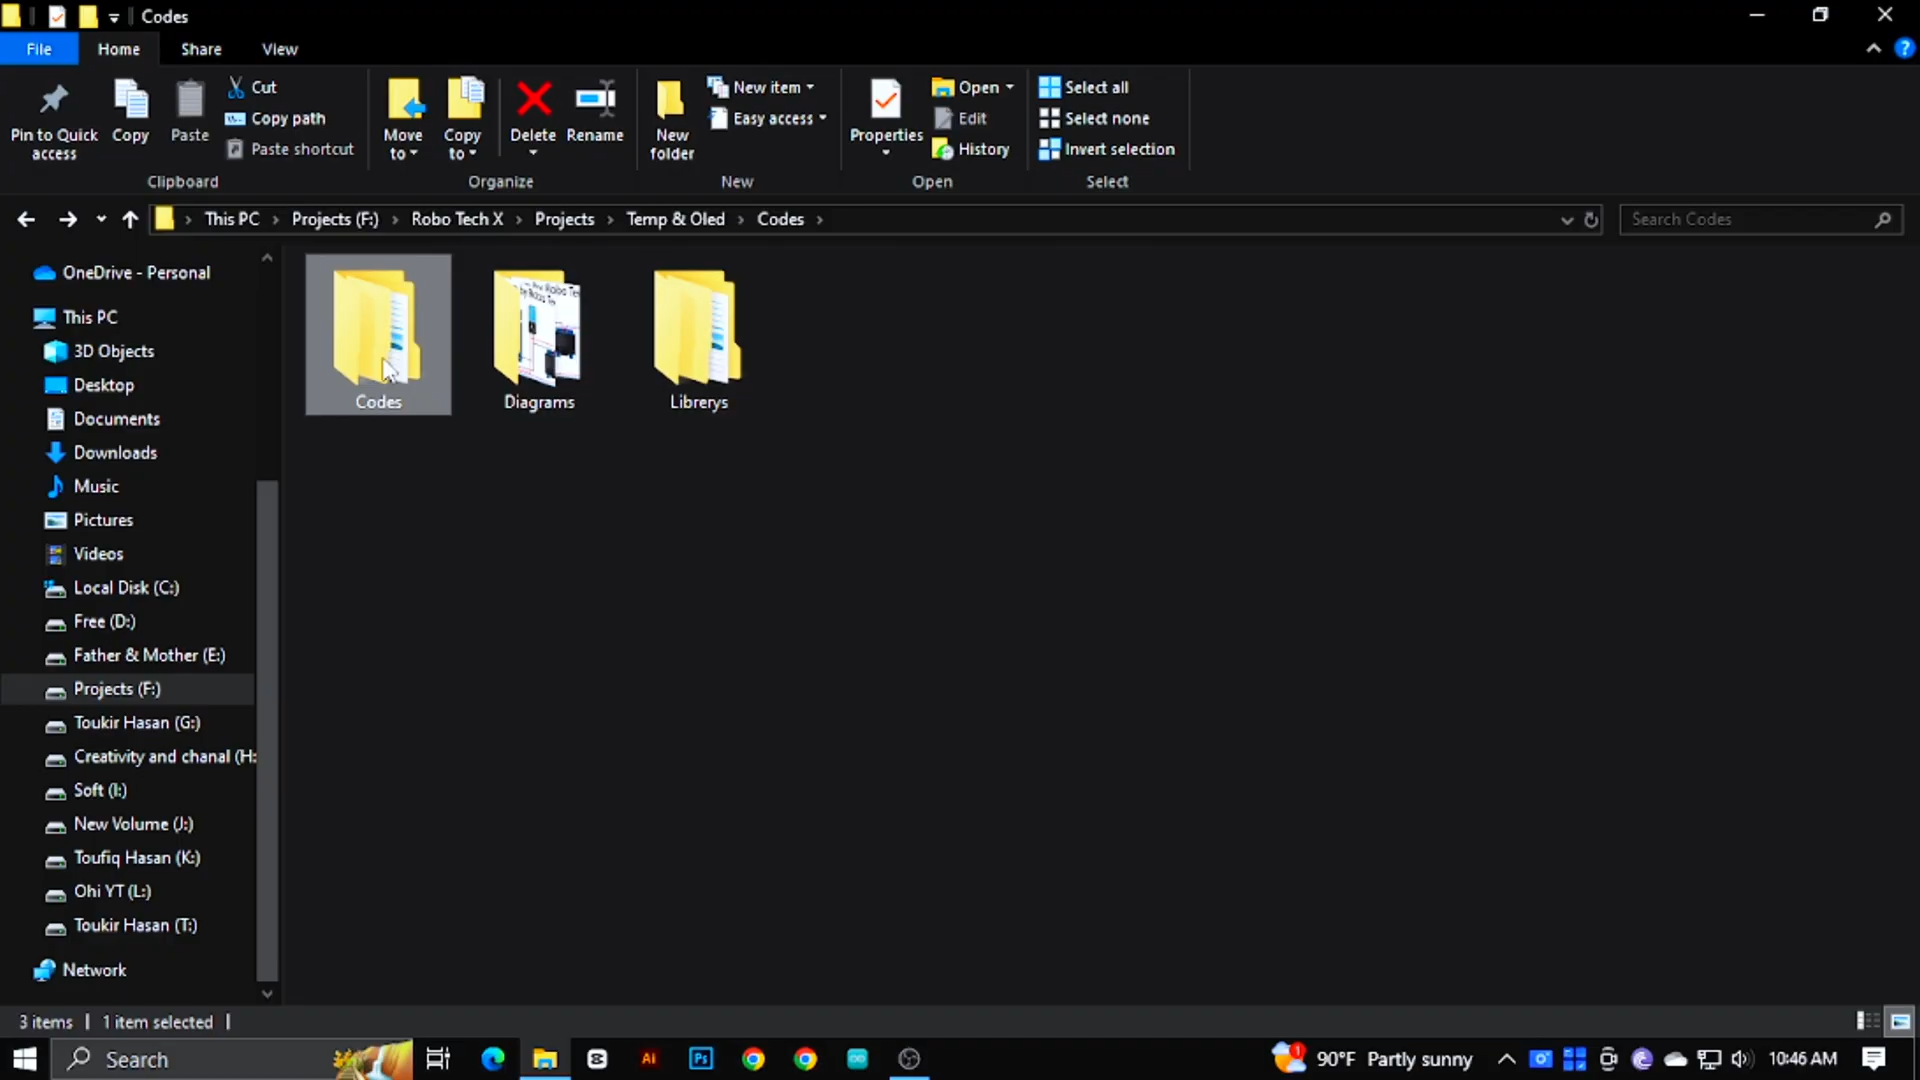 Codes
File Home Share View
Pin to Quick access
Copy
Paste
Cut
Copy path
Paste shortcut
Clipboard
Move to
Copy to
Delete
Rename
Organize
New folder
New item
Easy access
New
Properties
Open
Edit
History
Open
Select all
Select none
Invert selection
Select
This PC > Projects (F:) > Robo Tech X > Projects > Temp & Oled > Codes >
Search Codes
OneDrive - Personal
This PC
3D Objects
Desktop
Documents
Downloads
Music
Pictures
Videos
Local Disk (C:)
Free (D:)
Father & Mother (E:)
Projects (F:)
Toukir Hasan (G:)
Creativity and chanal (H:
Soft (I:)
New Volume (J:)
Toufiq Hasan (K:)
Ohi YT (L:)
Toukir Hasan (T:)
Network
Codes
Diagrams
Librerys
3 items | 1 item selected |
Search
Ai
Ps
1
90°F Partly sunny
10:46 AM